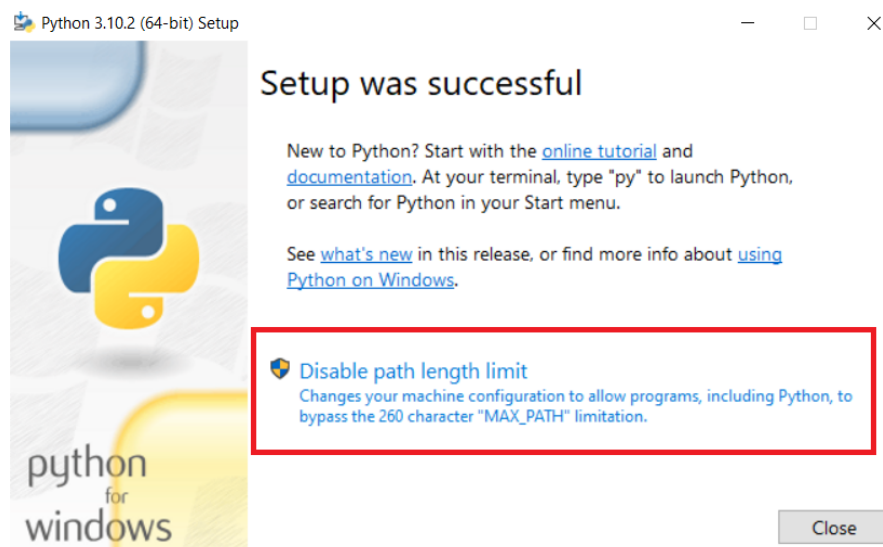 Python 3.10.2 (64-bit) Setup
Setup was successful
New to Python? Start with the online tutorial and
documentation. At your terminal, type "py" to launch Python,
or search for Python in your Start menu.
See what's new in this release, or find more info about using
Python on Windows.
Disable path length limit
Changes your machine configuration to allow programs, including Python, to
bypass the 260 character "MAX_PATH" limitation.
python
for
windows
Close